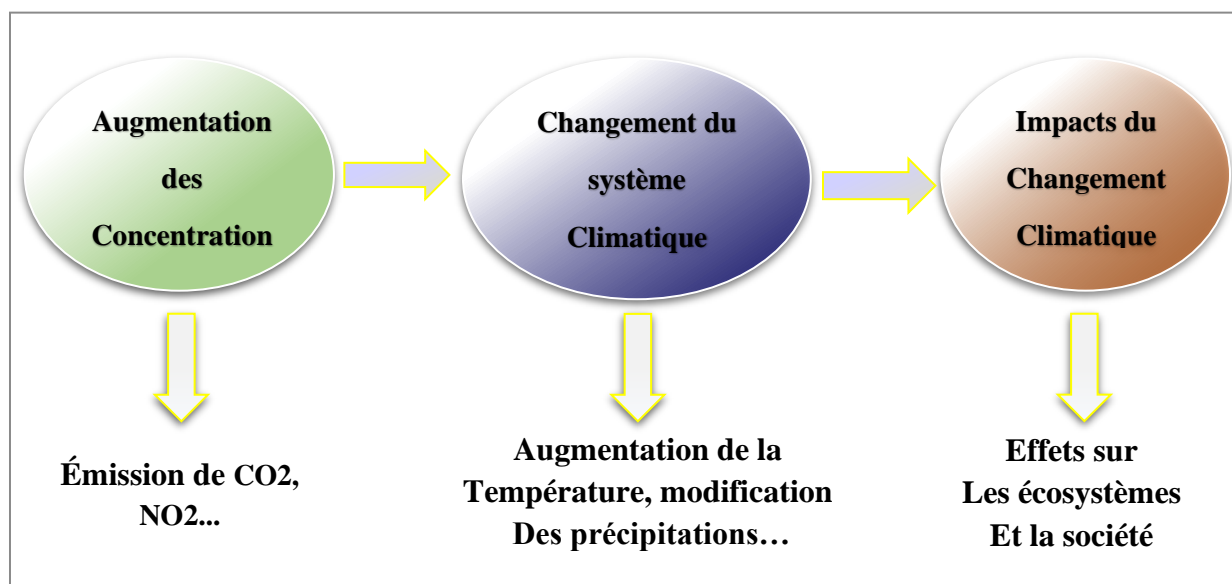 Augmentation
des
Concentration
Changement du
système
Climatique
Impacts du
Changement
Climatique
Émission de CO2,
NO2...
Augmentation de la
Température, modification
Des précipitations…
Effets sur
Les écosystèmes
Et la société